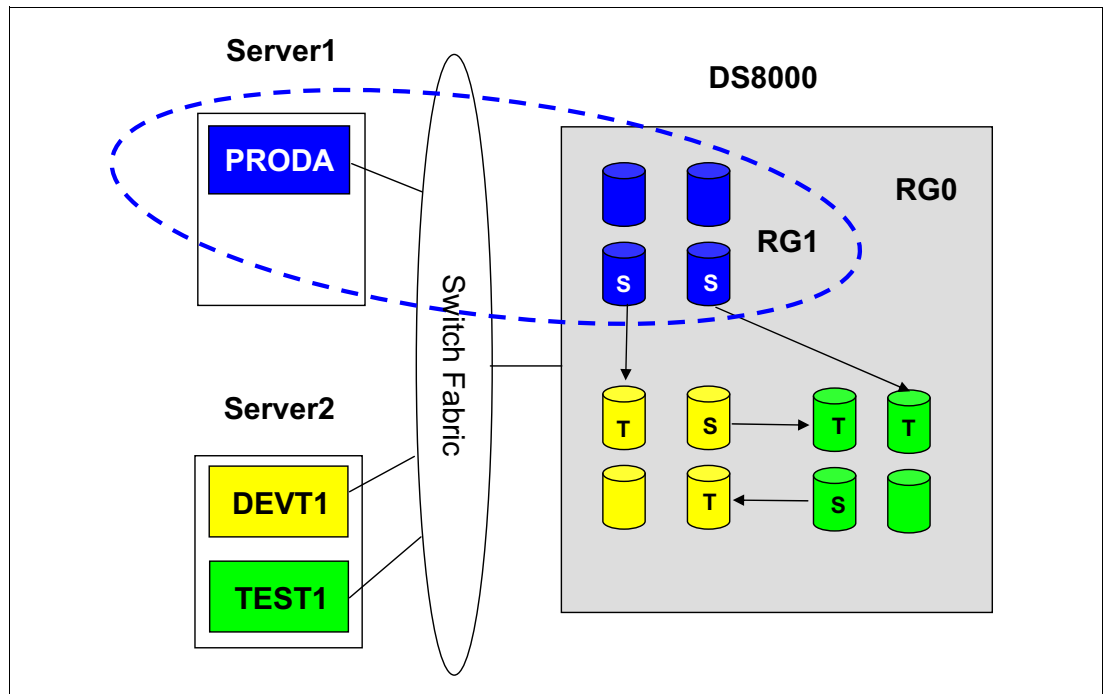 Server1
DS8000
PRODA
RG0
RG1
S S
Switch Fabric
Server2
T S T T
DEVT1
T S
TEST1